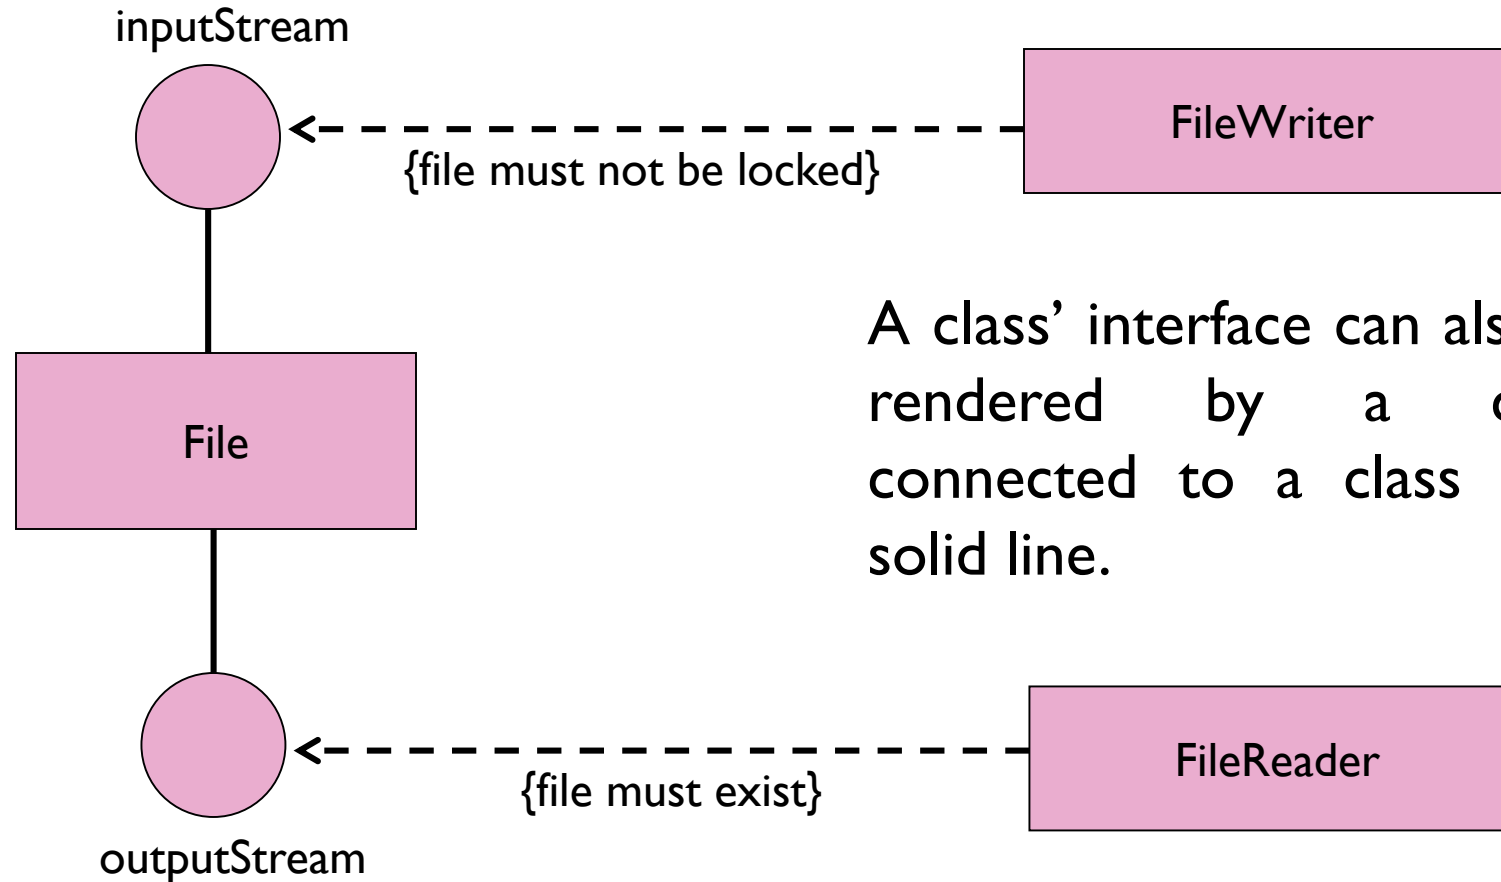 inputStream
FileWriter
{file must not be locked}
A class’ interface can
rendered by a
connected to a class
solid line.
File
FileReader
{file must exist}
outputStream